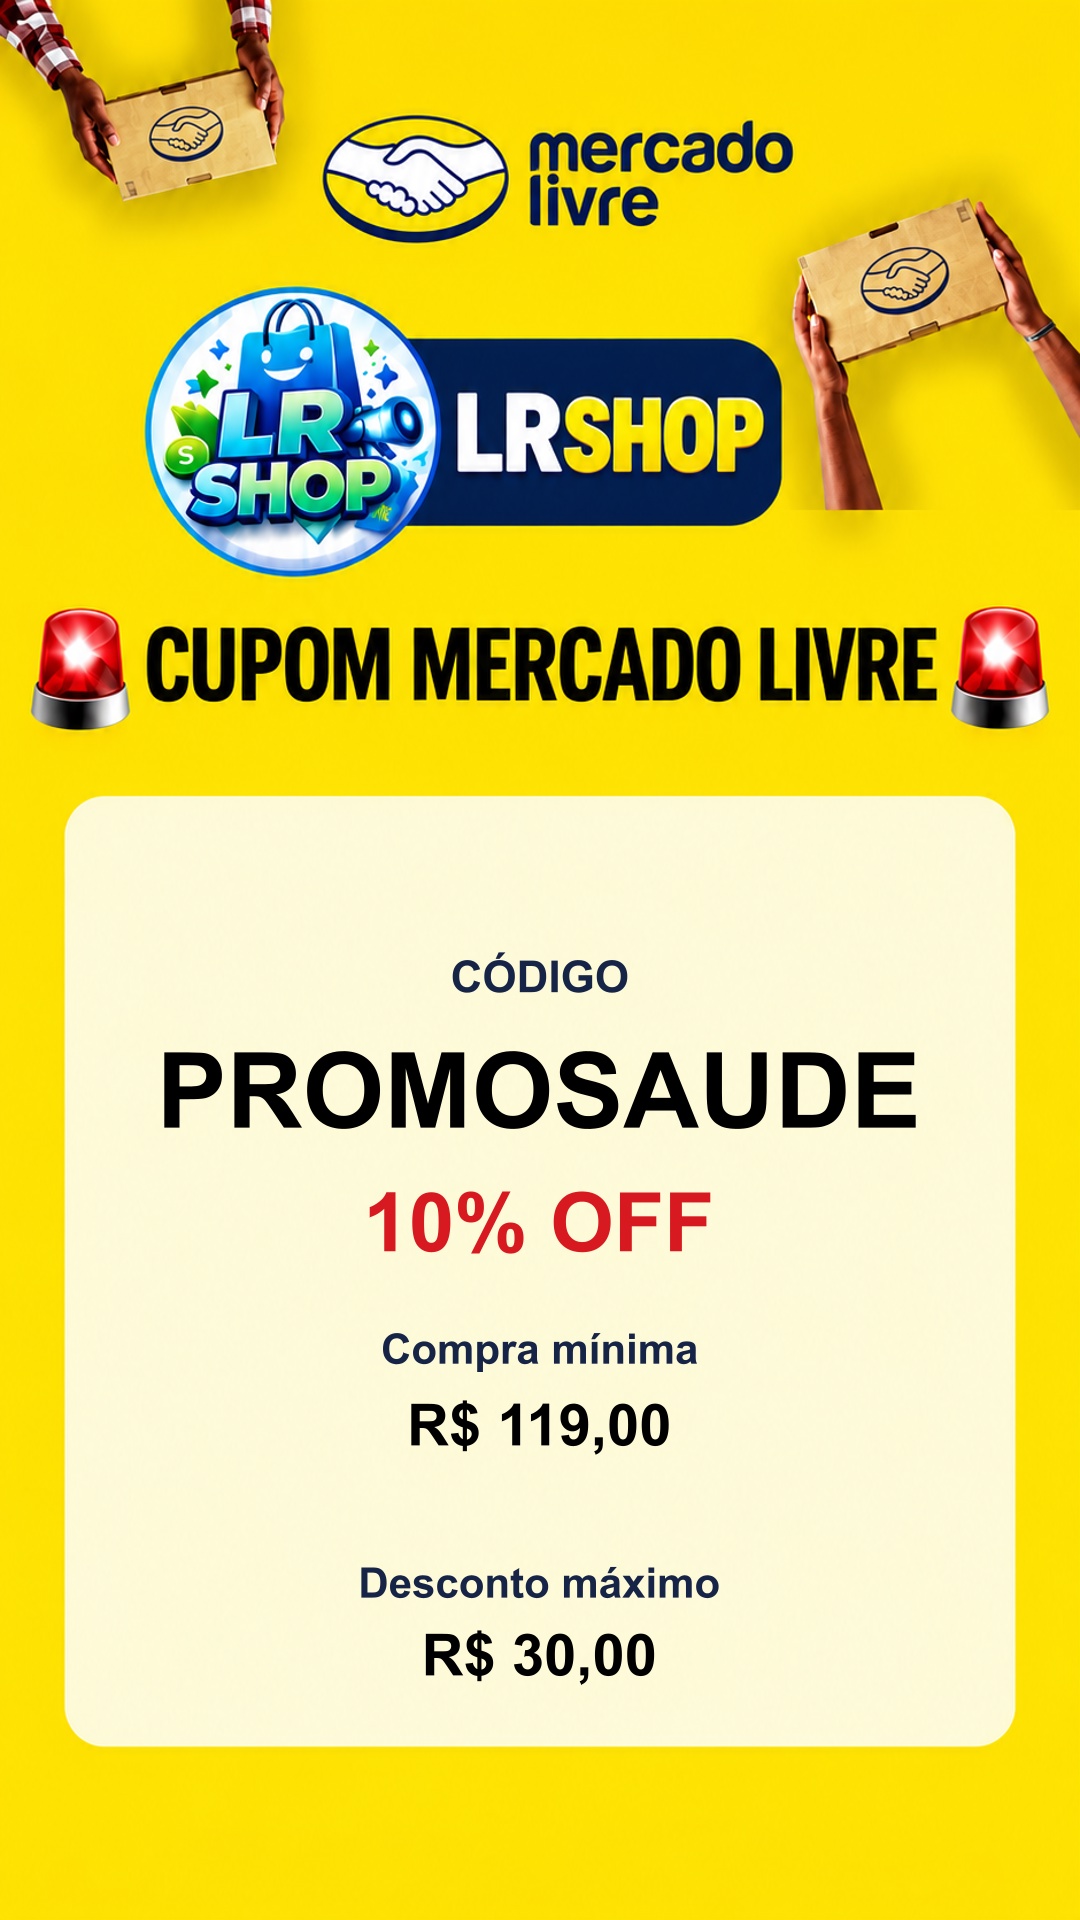 mercado
livre
LR
SHOP
S
LRSHOP
CUPOM MERCADO LIVRE
CÓDIGO
PROMOSAUDE
10% OFF
Compra mínima
R$ 119,00
Desconto máximo
R$ 30,00